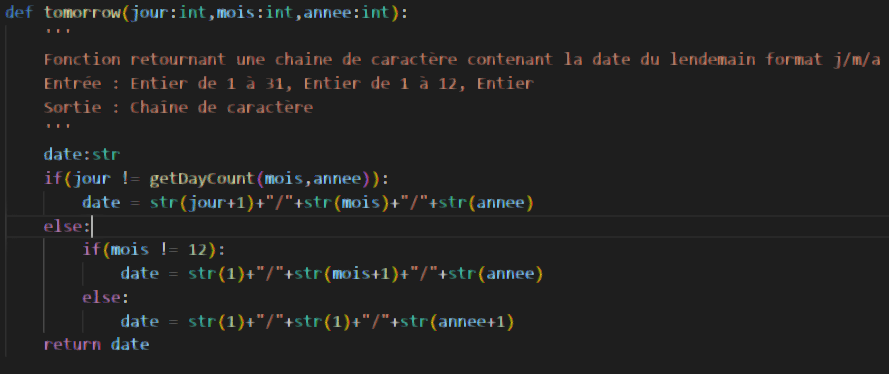 def tomorrow(jour:int,mois:int,annee:int):
'''
Fonction retournant une chaine de caractère contenant la date du lendemain format j/m/a
Entrée : Entier de 1 à 31, Entier de 1 à 12, Entier
Sortie : Chaîne de caractère
'''
date:str
if(jour != getDayCount(mois,annee)):
date = str(jour+1)+"/"+str(mois)+"/"+str(annee)
else:
if(mois != 12):
date = str(1)+"/"+str(mois+1)+"/"+str(annee)
else:
date = str(1)+"/"+str(1)+"/"+str(annee+1)
return date